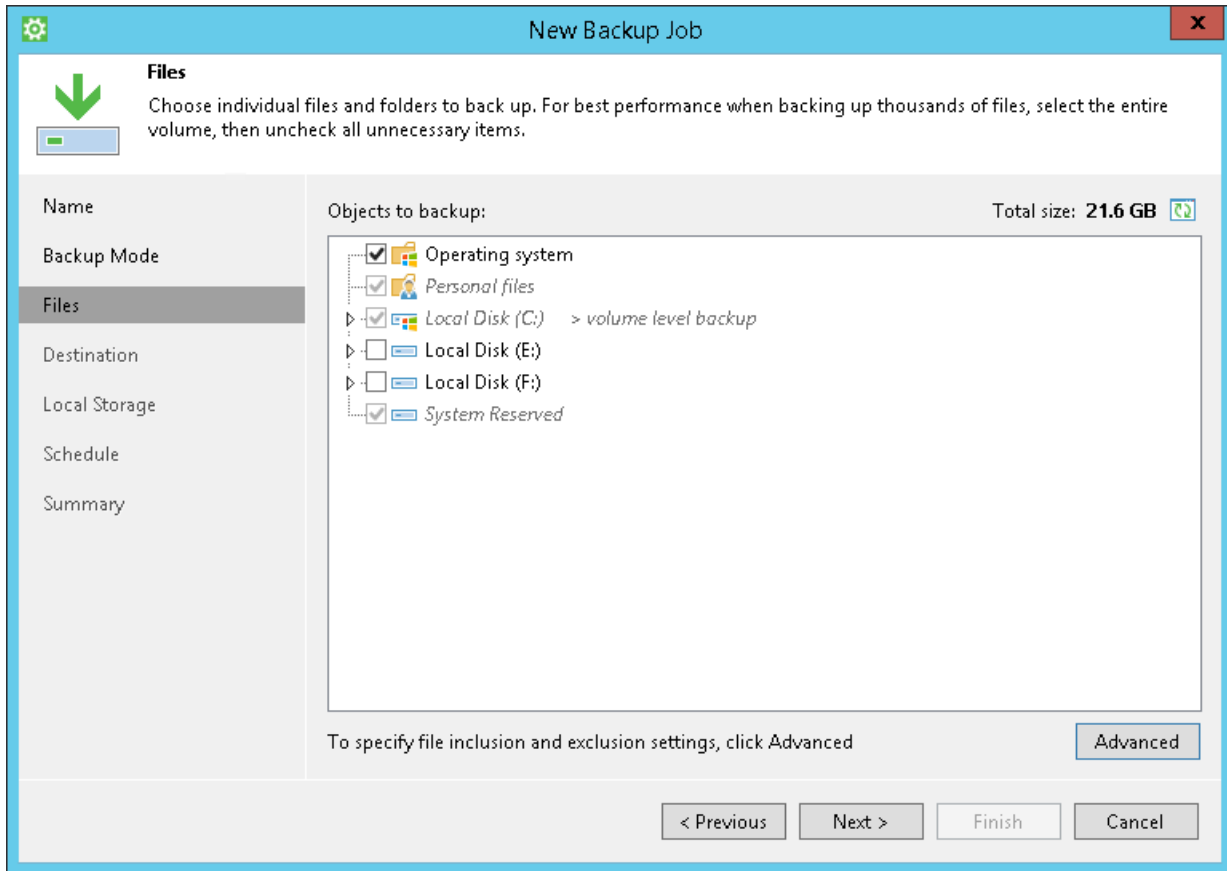 New Backup Job
x
Files
Choose individual files and folders to back up. For best performance when backing up thousands of files, select the entire
volume, then uncheck all unnecessary items.
Name
Backup Mode
Files
Destination
Local Storage
Schedule
Summary
Objects to backup:
Total size: 21.6 GB
Operating system
Personal files
Local Disk (C:) > volume level backup
Local Disk (E:)
Local Disk (F:)
System Reserved
To specify file inclusion and exclusion settings, click Advanced
Advanced
< Previous
Next >
Finish
Cancel